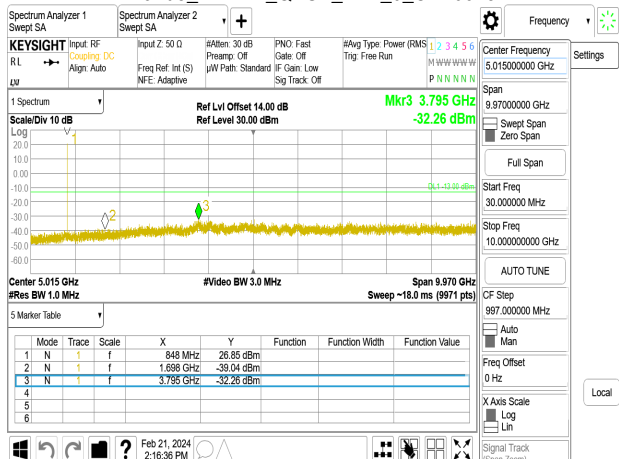 Spectrum Analyzer 1
Swept SA
Spectrum Analyzer 2
Swept SA
Frequency
KEYSIGHT
RL
Input: RF
Coupling: DC
Align: Auto
Input Z: 50 Ω
Freq Ref: Int (S)
NFE: Adaptive
#Atten: 30 dB
Preamp: Off
µW Path: Standard
PNO: Fast
Gate: Off
IF Gain: Low
Sig Track: Off
#Avg Type: Power (RMS
Trig: Free Run
1 2 3 4 5 6
M W W W W W
P N N N N N
1 Spectrum
Scale/Div 10 dB
Ref Lvl Offset 14.00 dB
Ref Level 30.00 dBm
Mkr3 3.795 GHz
-32.26 dBm
Log
20.0
10.0
0.00
-10.0
-20.0
-30.0
-40.0
-50.0
-60.0
1
2
3
DL1 -13.00 dBm
Center 5.015 GHz
#Res BW 1.0 MHz
#Video BW 3.0 MHz
Span 9.970 GHz
Sweep ~18.0 ms (9971 pts)
5 Marker Table
Mode Trace Scale X Y Function Function Width Function Value
1 N 1 f 848 MHz 26.85 dBm
2 N 1 f 1.698 GHz -39.04 dBm
3 N 1 f 3.795 GHz -32.26 dBm
4
5
6
Feb 21, 2024
2:16:36 PM
Center Frequency
5.015000000 GHz
Settings
Span
9.97000000 GHz
Swept Span
Zero Span
Full Span
Start Freq
30.000000 MHz
Stop Freq
10.000000000 GHz
AUTO TUNE
CF Step
997.000000 MHz
Auto
Man
Freq Offset
0 Hz
Local
X Axis Scale
Log
Lin
Signal Track